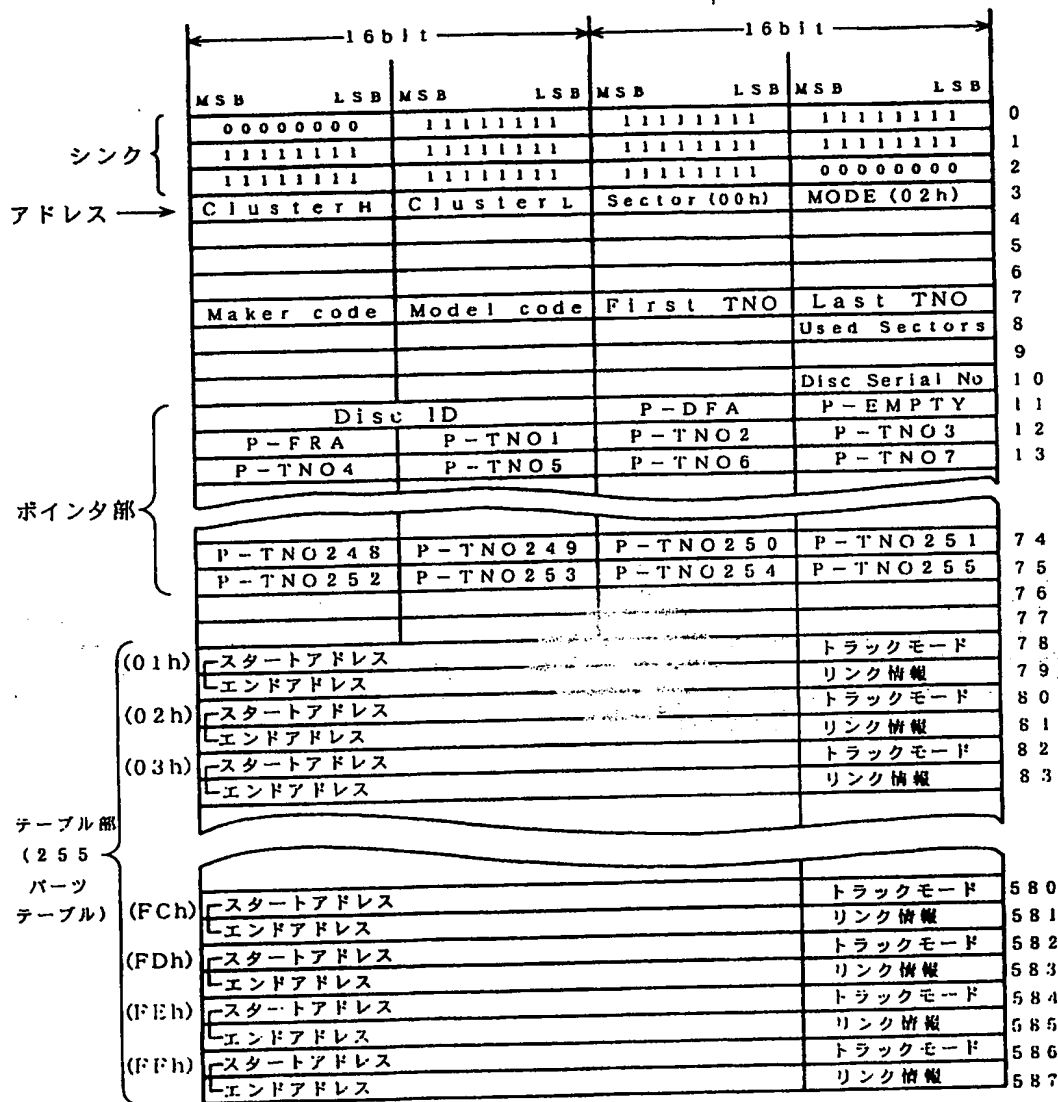 16bit 16bit
MSB LSB MSB LSB MSB LSB MSB LSB
シンク 00000000 11111111 11111111 11111111 0
11111111 11111111 11111111 11111111 1
11111111 11111111 11111111 00000000 2
アドレス ClusterH ClusterL Sector(00h) MODE(02h) 3
4
5
6
Maker code Model code First TNO Last TNO 7
Used Sectors 8
9
Disc Serial No 10
ポインタ部 Disc ID P-DFA P-EMPTY 11
P-FRA P-TNO1 P-TNO2 P-TNO3 12
P-TNO4 P-TNO5 P-TNO6 P-TNO7 13
P-TNO248 P-TNO249 P-TNO250 P-TNO251 74
P-TNO252 P-TNO253 P-TNO254 P-TNO255 75
76
77
テーブル部
(255
パーツ
テーブル)
(01h) スタートアドレス トラックモード 78
エンドアドレス リンク情報 79
(02h) スタートアドレス トラックモード 80
エンドアドレス リンク情報 81
(03h) スタートアドレス トラックモード 82
エンドアドレス リンク情報 83
(FCh) スタートアドレス トラックモード 580
エンドアドレス リンク情報 581
(FDh) スタートアドレス トラックモード 582
エンドアドレス リンク情報 583
(FEh) スタートアドレス トラックモード 584
エンドアドレス リンク情報 585
(FFh) スタートアドレス トラックモード 586
エンドアドレス リンク情報 587